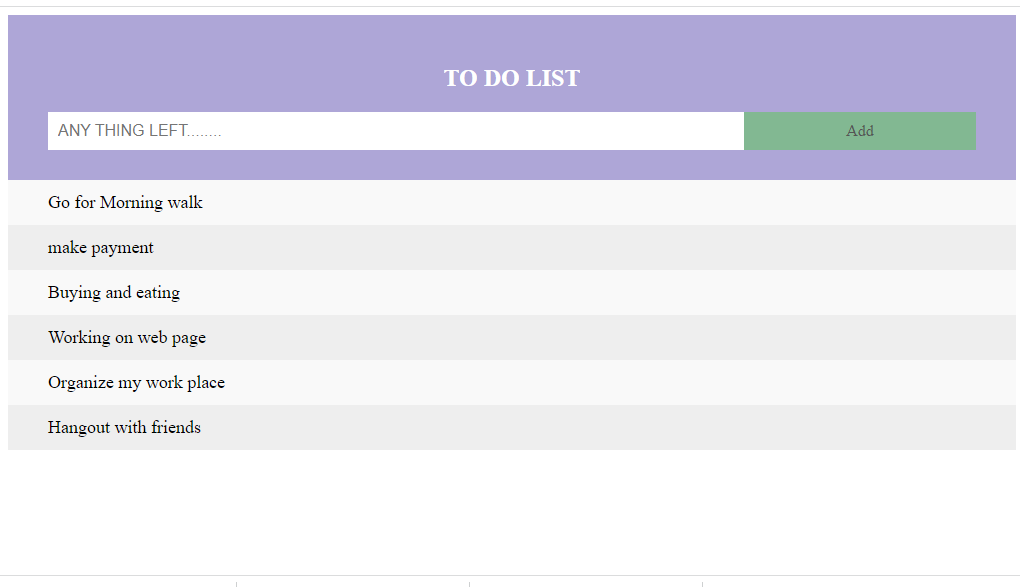 TO DO LIST
ANY THING LEFT........
Add
Go for Morning walk
make payment
Buying and eating
Working on web page
Organize my work place
Hangout with friends